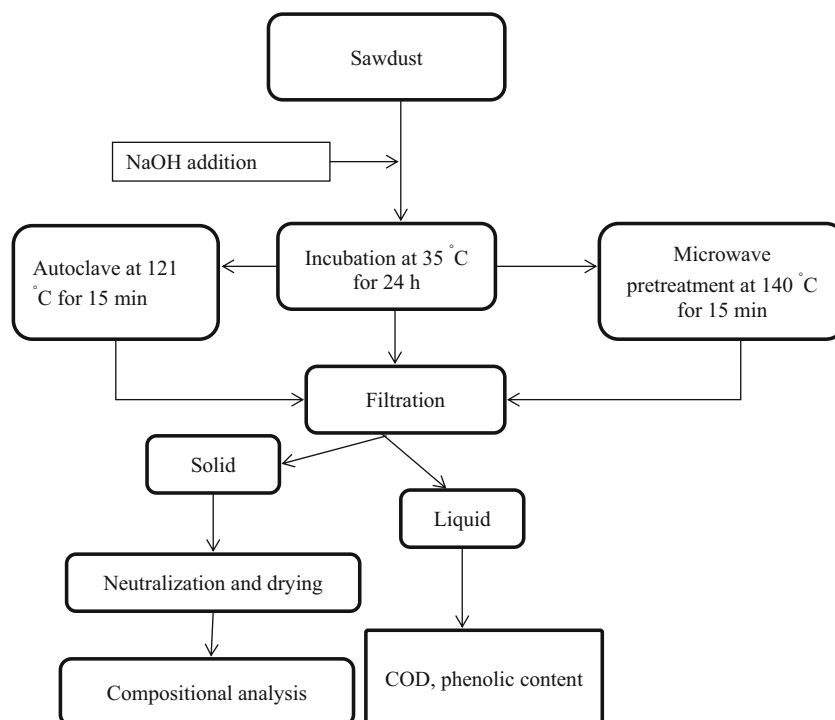 Sawdust
NaOH addition
Autoclave at 121
°C for 15 min
Incubation at 35 °C
for 24 h
Microwave
pretreatment at 140 °C
for 15 min
Filtration
Solid
Liquid
Neutralization and drying
Compositional analysis
COD, phenolic content